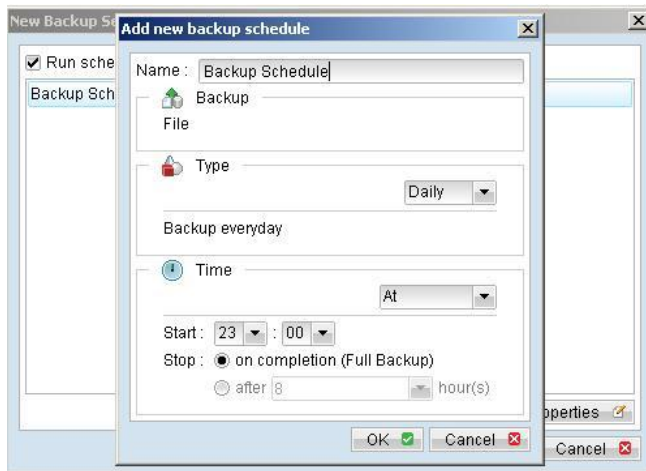 New Backup S
Add new backup schedule
Run sche
Backup Sch
Name : Backup Schedule
Backup
File
Type
Daily
Backup everyday
Time
At
Start : 23 : 00
Stop : on completion (Full Backup)
after 8 hour(s)
OK Cancel
operties
Cancel